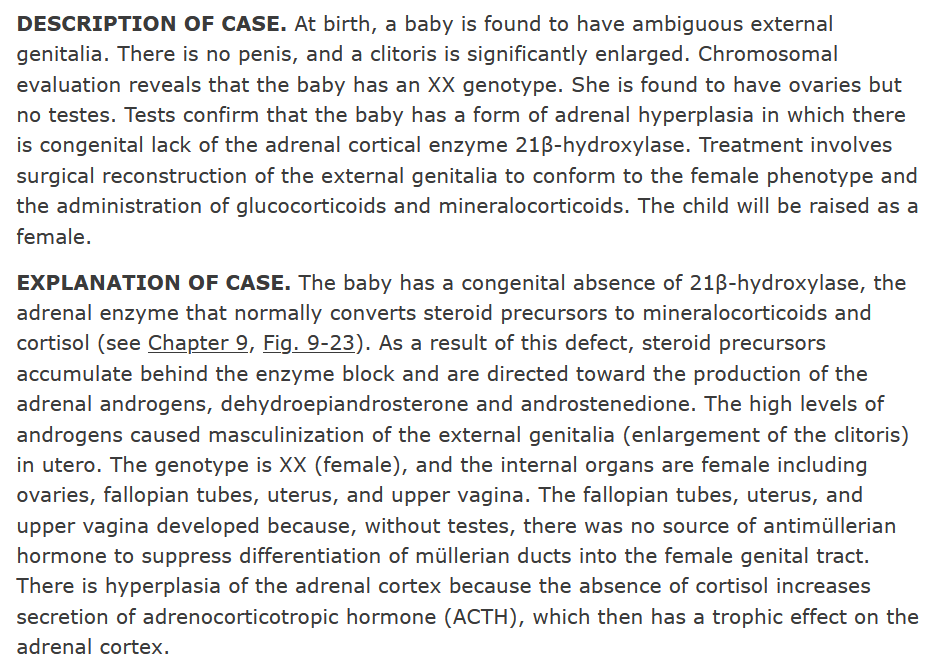 DESCRIPTION OF CASE. At birth, a baby is found to have ambiguous external
genitalia. There is no penis, and a clitoris is significantly enlarged. Chromosomal
evaluation reveals that the baby has an XX genotype. She is found to have ovaries but
no testes. Tests confirm that the baby has a form of adrenal hyperplasia in which there
is congenital lack of the adrenal cortical enzyme 21β-hydroxylase. Treatment involves
surgical reconstruction of the external genitalia to conform to the female phenotype and
the administration of glucocorticoids and mineralocorticoids. The child will be raised as a
female.
EXPLANATION OF CASE. The baby has a congenital absence of 21β-hydroxylase, the
adrenal enzyme that normally converts steroid precursors to mineralocorticoids and
cortisol (see Chapter 9, Fig. 9-23). As a result of this defect, steroid precursors
accumulate behind the enzyme block and are directed toward the production of the
adrenal androgens, dehydroepiandrosterone and androstenedione. The high levels of
androgens caused masculinization of the external genitalia (enlargement of the clitoris)
in utero. The genotype is XX (female), and the internal organs are female including
ovaries, fallopian tubes, uterus, and upper vagina. The fallopian tubes, uterus, and
upper vagina developed because, without testes, there was no source of antimüllerian
hormone to suppress differentiation of müllerian ducts into the female genital tract.
There is hyperplasia of the adrenal cortex because the absence of cortisol increases
secretion of adrenocorticotropic hormone (ACTH), which then has a trophic effect on the
adrenal cortex.